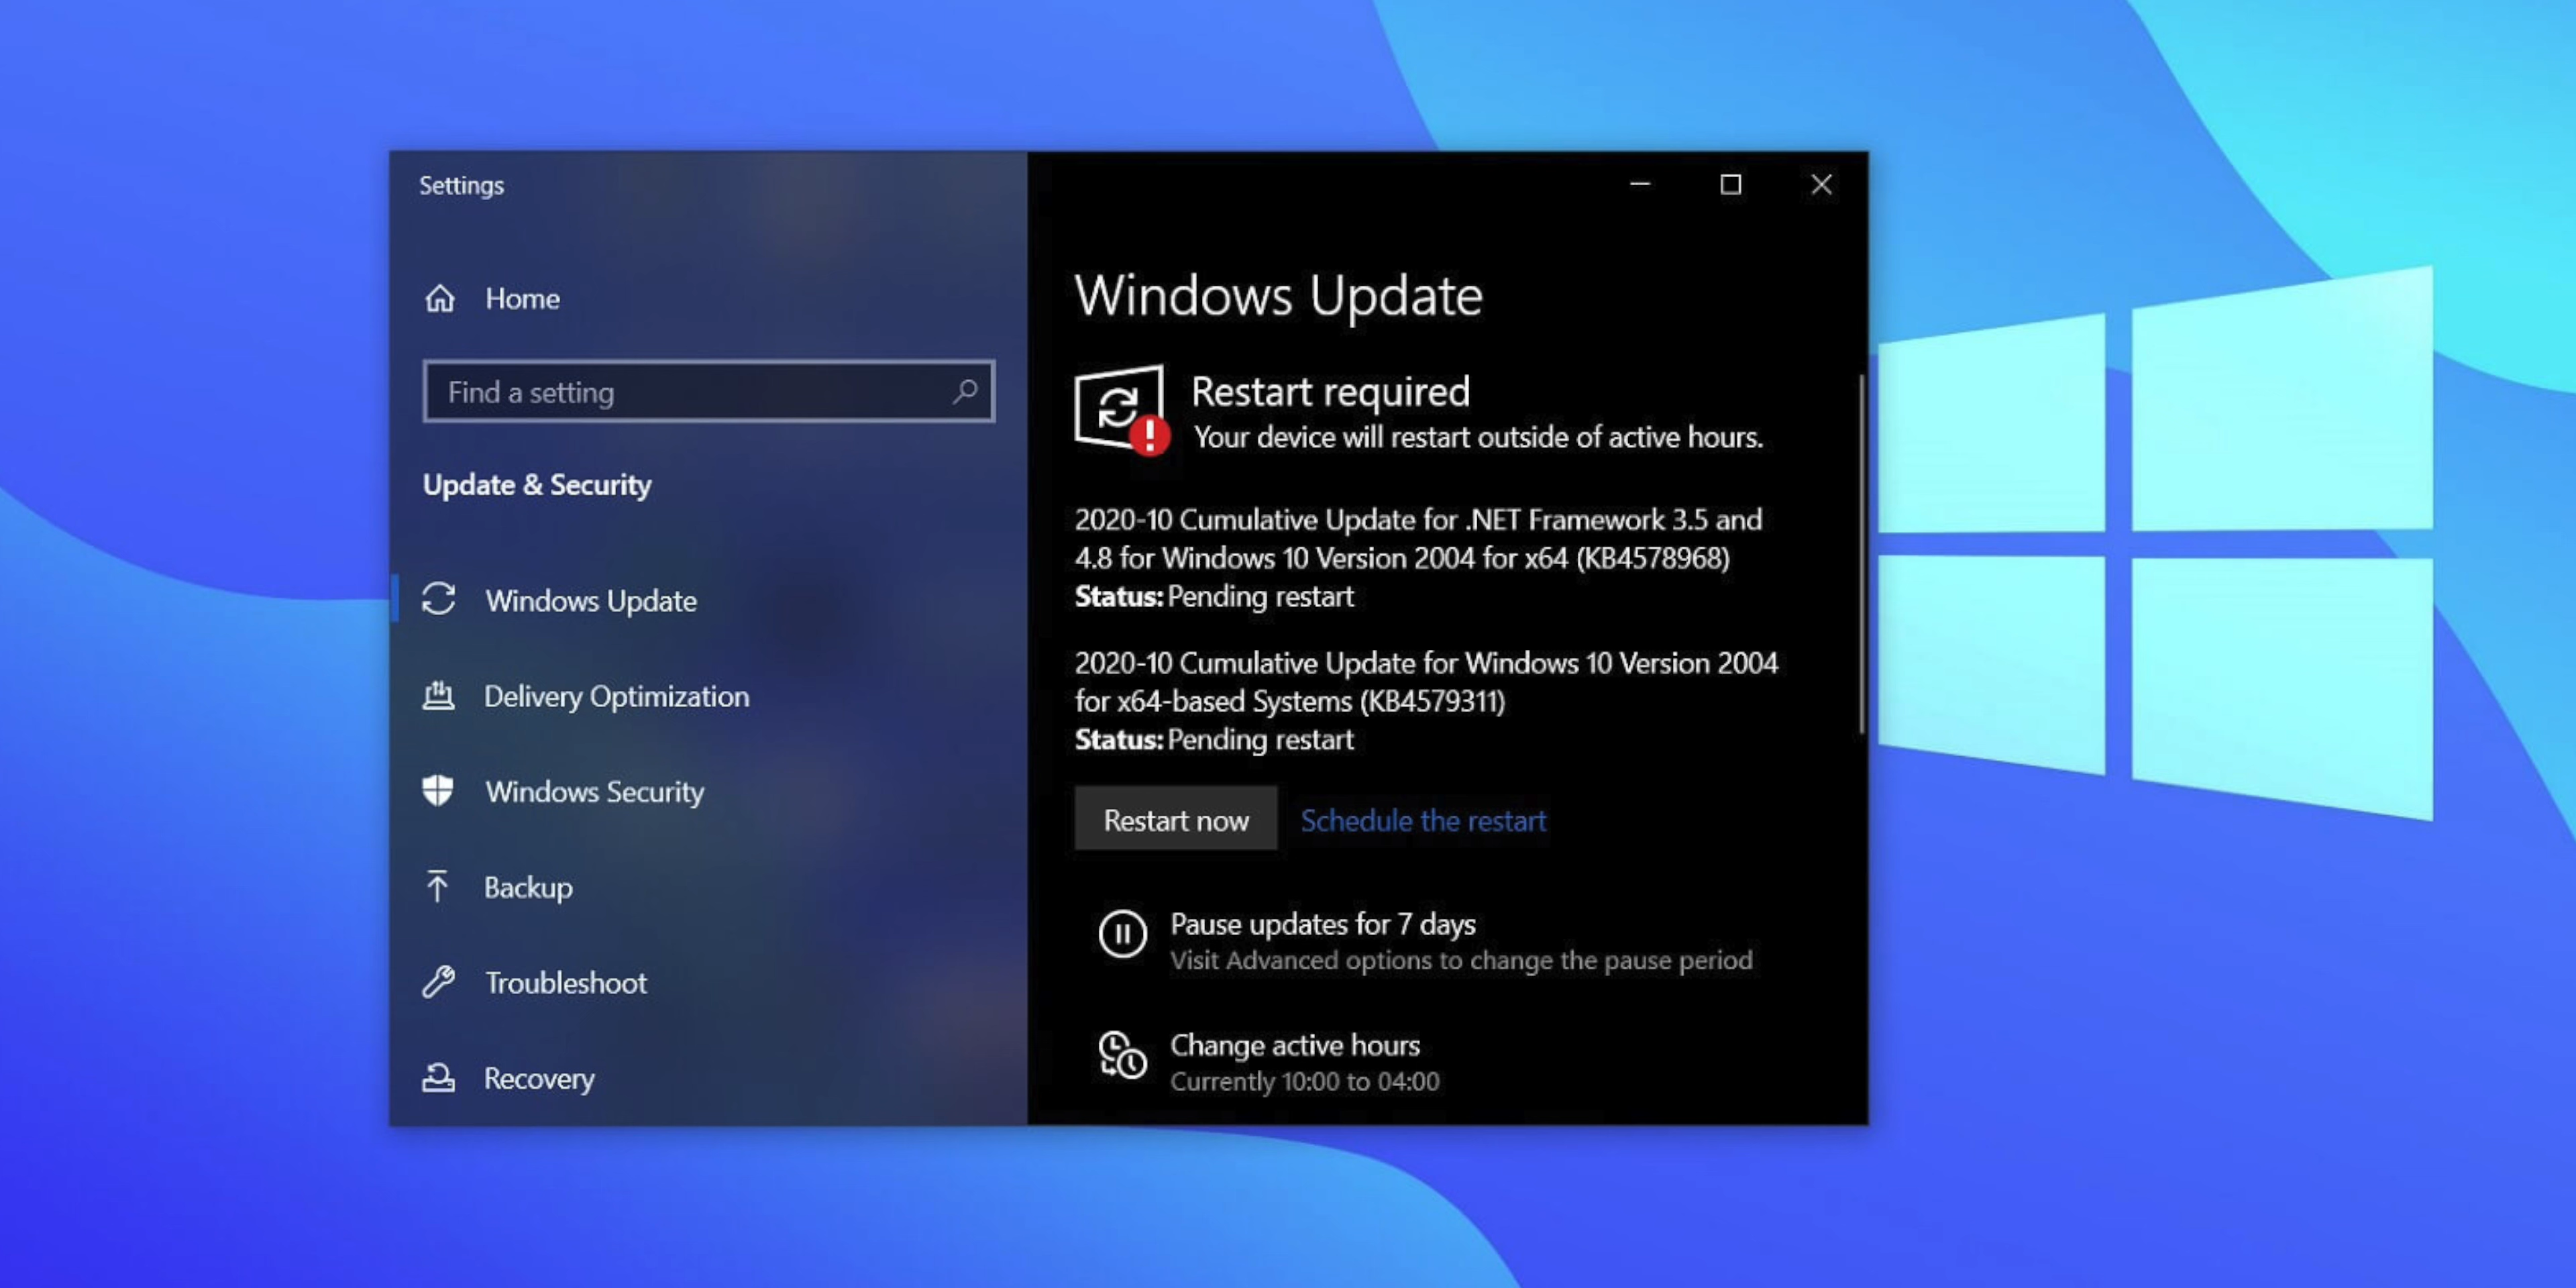 Settings
Home
Find a setting
Update & Security
Windows Update
Delivery Optimization
Windows Security
Backup
Troubleshoot
Recovery
Windows Update
Restart required
Your device will restart outside of active hours.
2020-10 Cumulative Update for .NET Framework 3.5 and
4.8 for Windows 10 Version 2004 for x64 (KB4578968)
Status: Pending restart
2020-10 Cumulative Update for Windows 10 Version 2004
for x64-based Systems (KB4579311)
Status: Pending restart
Restart now Schedule the restart
Pause updates for 7 days
Visit Advanced options to change the pause period
Change active hours
Currently 10:00 to 04:00